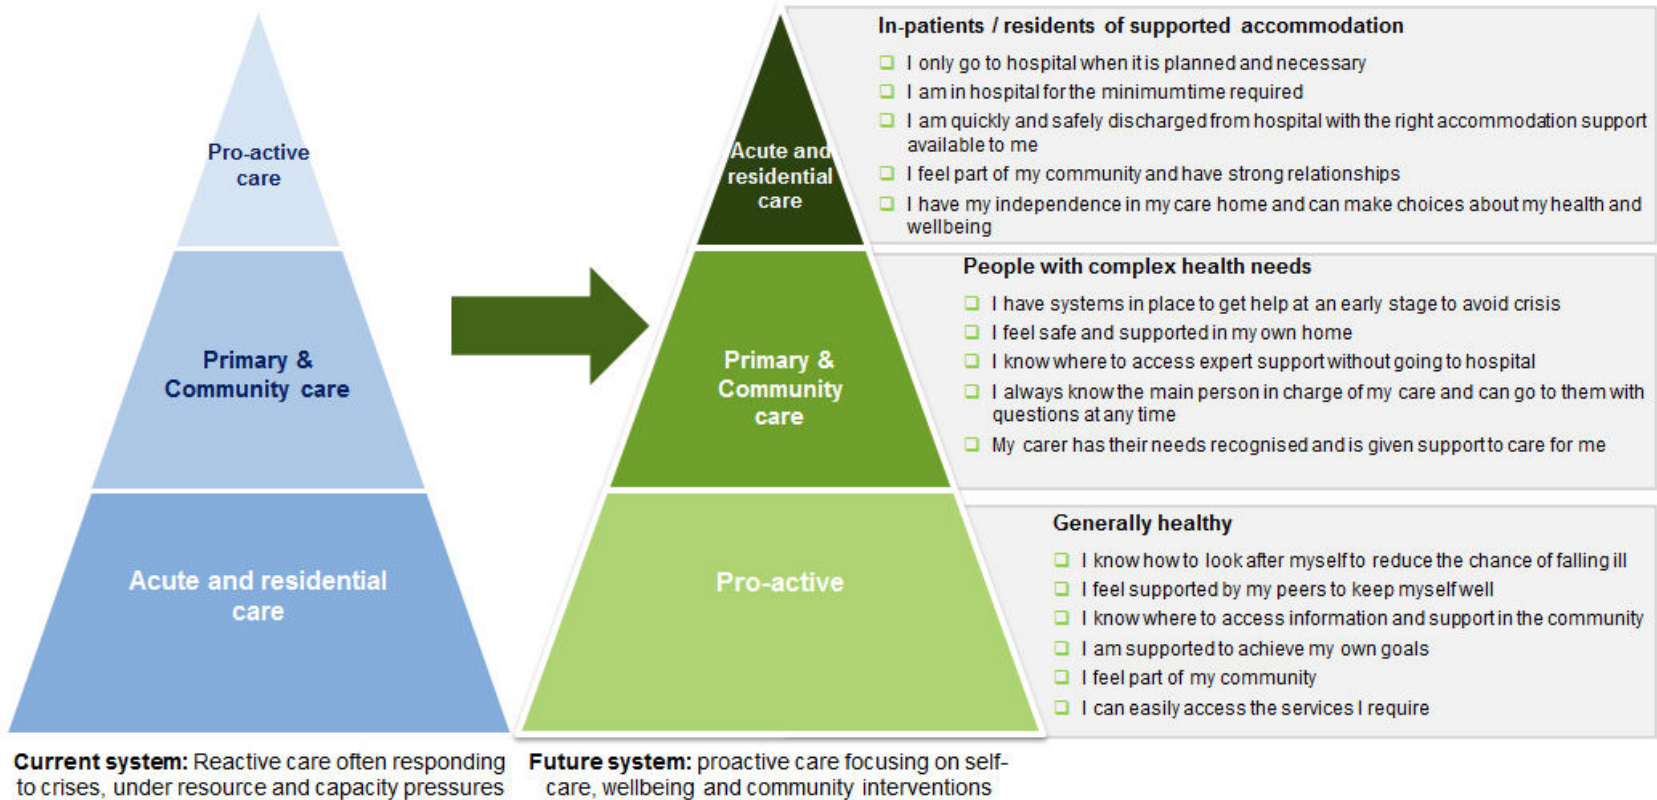 Pro-active
care
Primary &
Community care
Acute and residential
care
Current system: Reactive care often responding
to crises, under resource and capacity pressures
Acute and
residential
care
Primary &
Community
care
Pro-active
Future system: proactive care focusing on self-
care, wellbeing and community interventions
In-patients / residents of supported accommodation
I only go to hospital when it is planned and necessary
I am in hospital for the minimum time required
I am quickly and safely discharged from hospital with the right accommodation support
available to me
I feel part of my community and have strong relationships
I have my independence in my care home and can make choices about my health and
wellbeing
People with complex health needs
I have systems in place to get help at an early stage to avoid crisis
I feel safe and supported in my own home
I know where to access expert support without going to hospital
I always know the main person in charge of my care and can go to them with
questions at any time
My carer has their needs recognised and is given support to care for me
Generally healthy
I know how to look after myself to reduce the chance of falling ill
I feel supported by my peers to keep myself well
I know where to access information and support in the community
I am supported to achieve my own goals
I feel part of my community
I can easily access the services I require